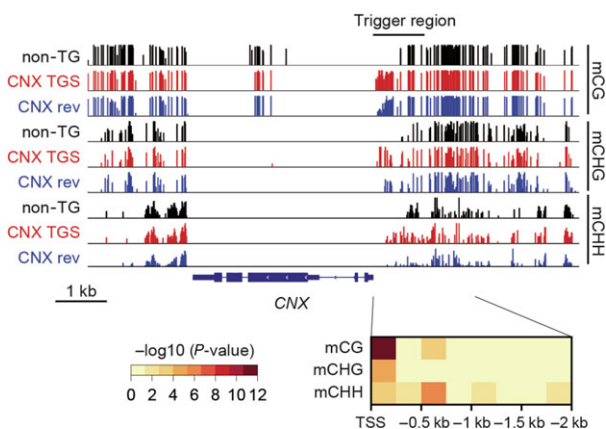 Trigger region
non-TG
CNX TGS
CNX rev
mCG
non-TG
CNX TGS
CNX rev
mCHG
non-TG
CNX TGS
CNX rev
mCHH
1 kb
CNX
–log10 (P-value)
0 2 4 6 8 10 12
mCG
mCHG
mCHH
TSS –0.5 kb –1 kb –1.5 kb –2 kb